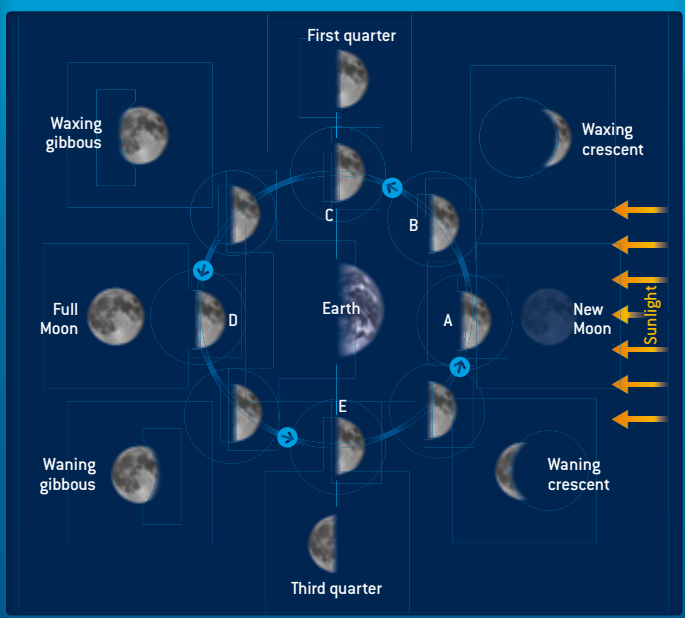 First quarter
Waxing
gibbous
Waxing
crescent
C
B
Full
Moon
D
Earth
A
New
Moon
Sunlight
E
Waning
gibbous
Waning
crescent
Third quarter